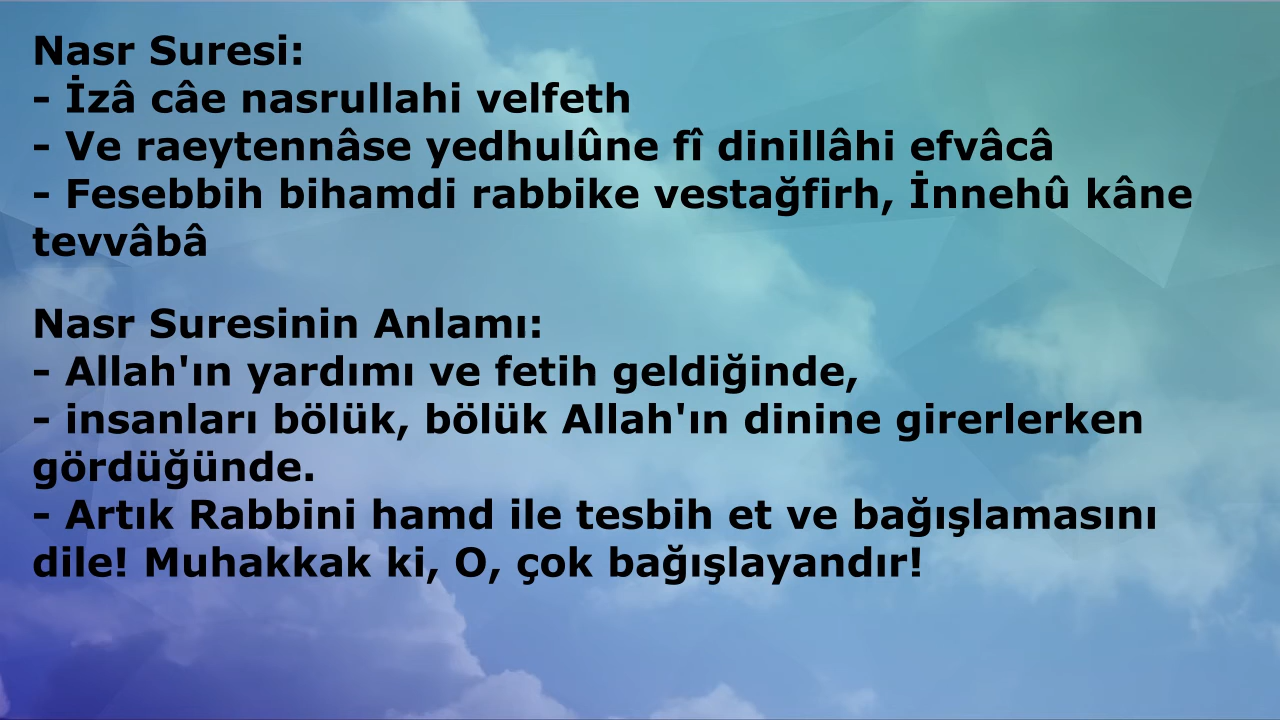 Nasr Suresi:
- İzâ câe nasrullahi velfeth
- Ve raeytennâse yedhulûne fî dinillâhi efvâcâ
- Fesebbih bihamdi rabbike vestağfirh, İnnehû kâne
tevvâbâ
Nasr Suresinin Anlamı:
- Allah'ın yardımı ve fetih geldiğinde,
- insanları bölük, bölük Allah'ın dinine girerlerken
gördüğünde.
- Artık Rabbini hamd ile tesbih et ve bağışlamasını
dile! Muhakkak ki, O, çok bağışlayandır!